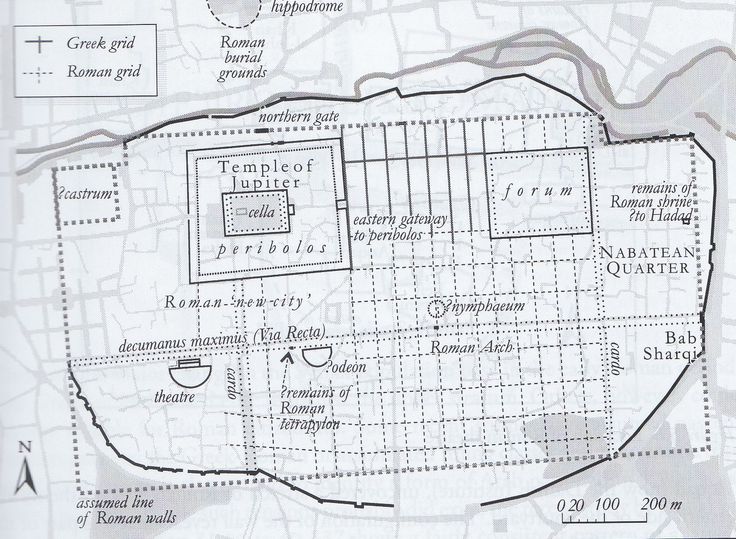 hippodrome
Greek grid
Roman grid
Roman
burial
grounds
northern gate
Temple of
Jupiter
cella
peribolos
?castrum
eastern gateway
to peribolos
forum
remains of
Roman shrine
?to Hadad
NABATEAN
QUARTER
Roman 'new city'
?nymphaeum
decumanus maximus (Via Recta)
Roman Arch
Bab
Sharqi
theatre
cardo
?odeon
cardo
?remains of
Roman
tetrapylon
N
assumed line
of Roman walls
0 20 100 200 m